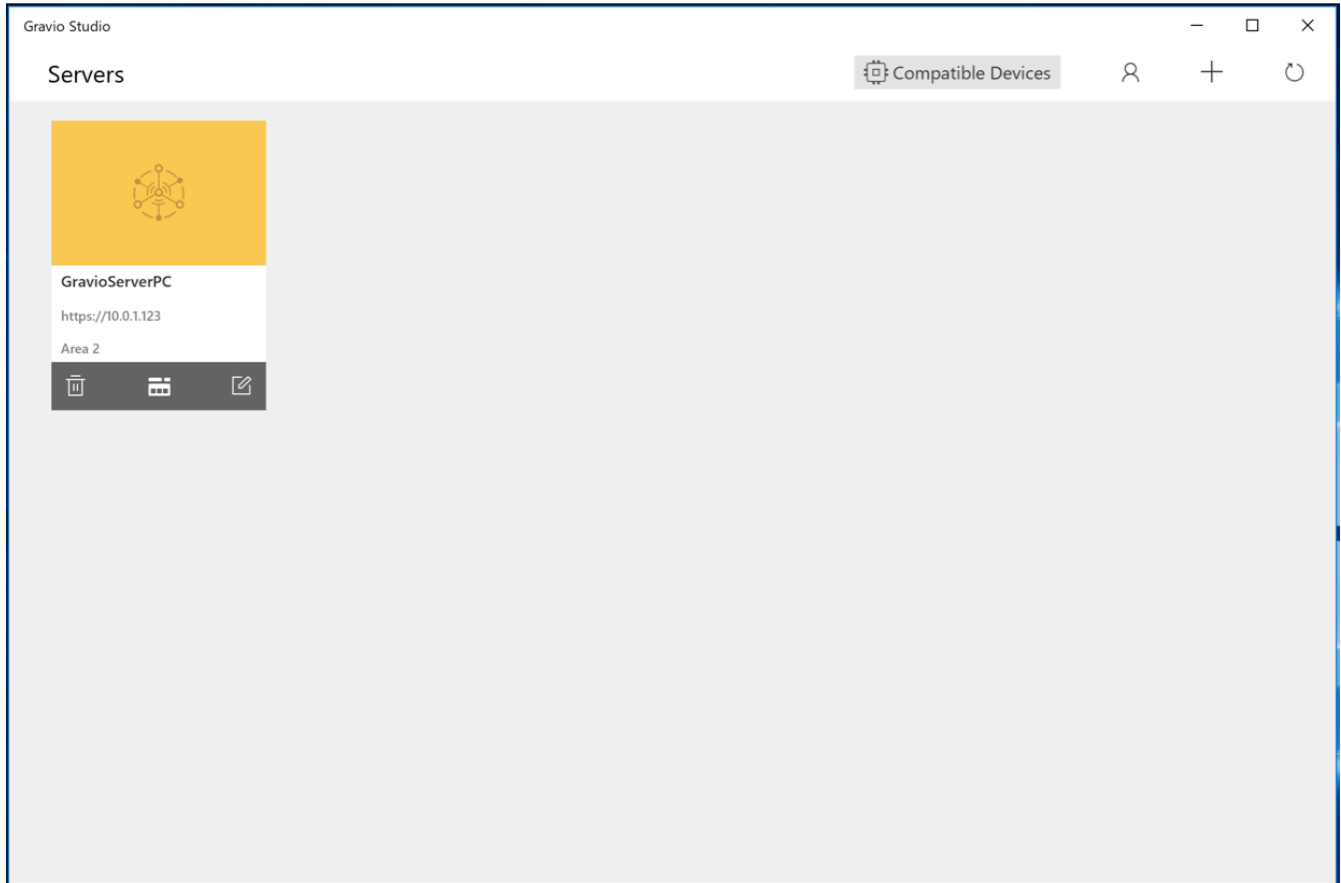 Gravio Studio
Servers
Compatible Devices
GravioServerPC
https://10.0.1.123
Area 2